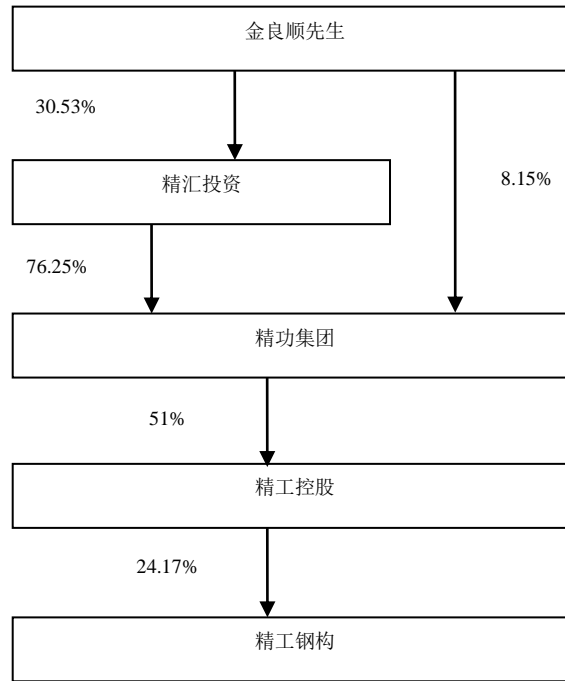 金良顺先生
30.53%
8.15%
精汇投资
76.25%
精功集团
51%
精工控股
24.17%
精工钢构